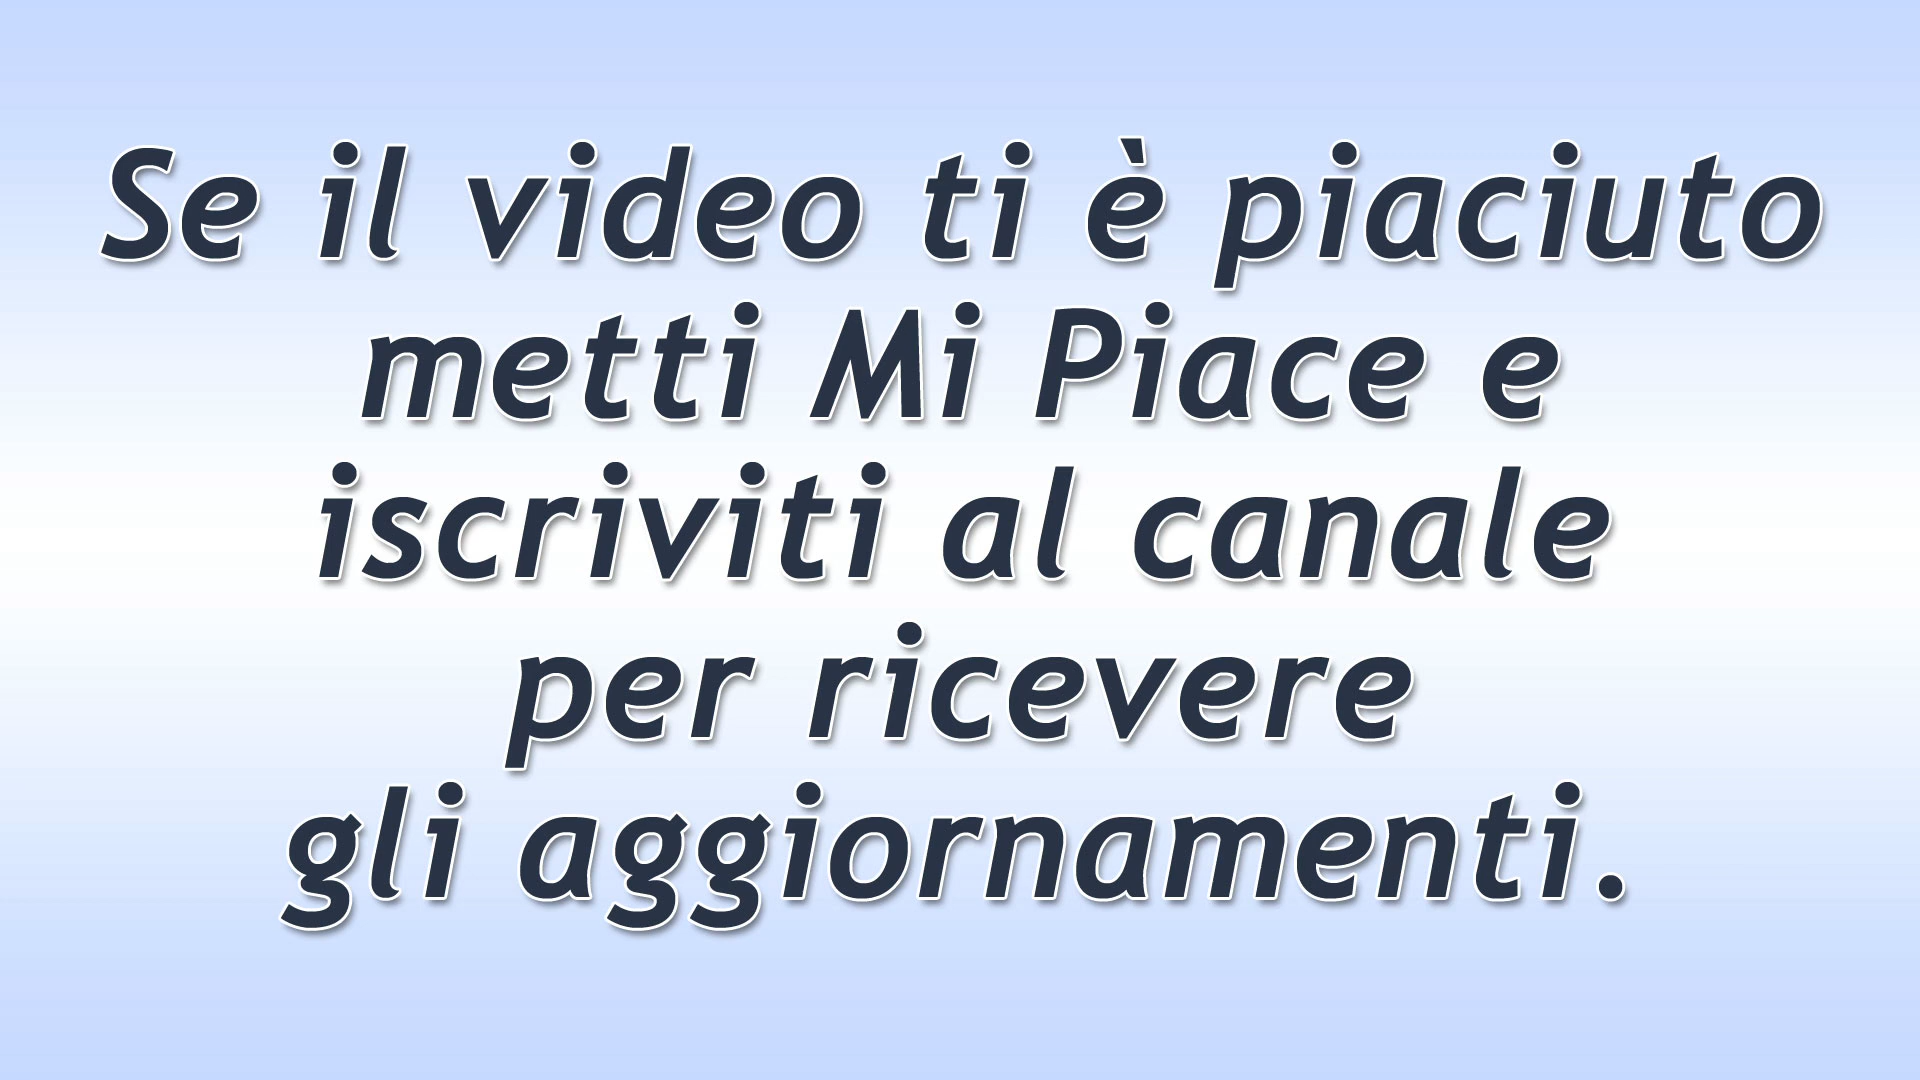 Se il video ti è piaciuto
metti Mi Piace e
iscriviti al canale
per ricevere
gli aggiornamenti.